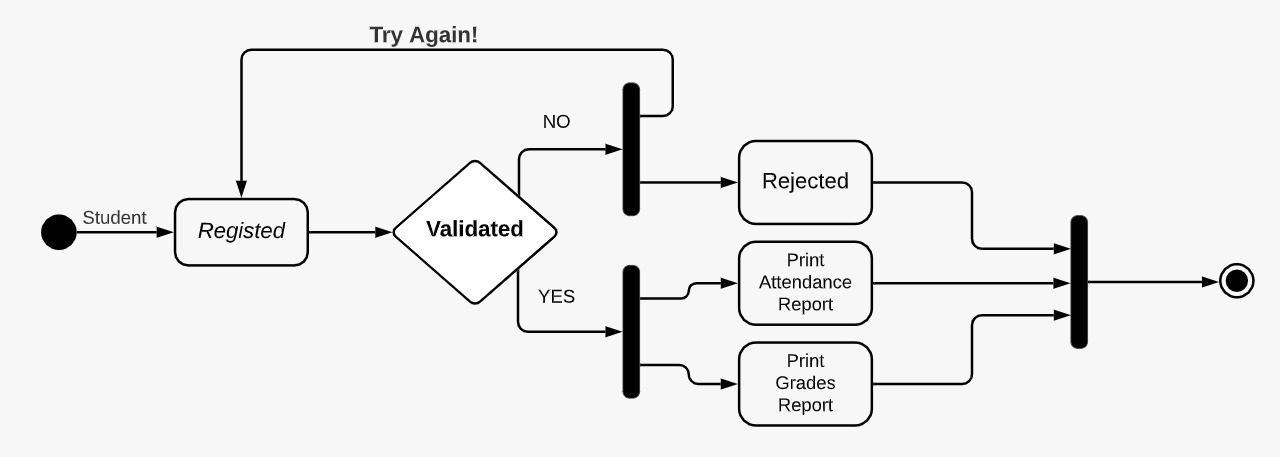 Try Again!
NO
Student
Registed
Validated
YES
Rejected
Print
Attendance
Report
Print
Grades
Report